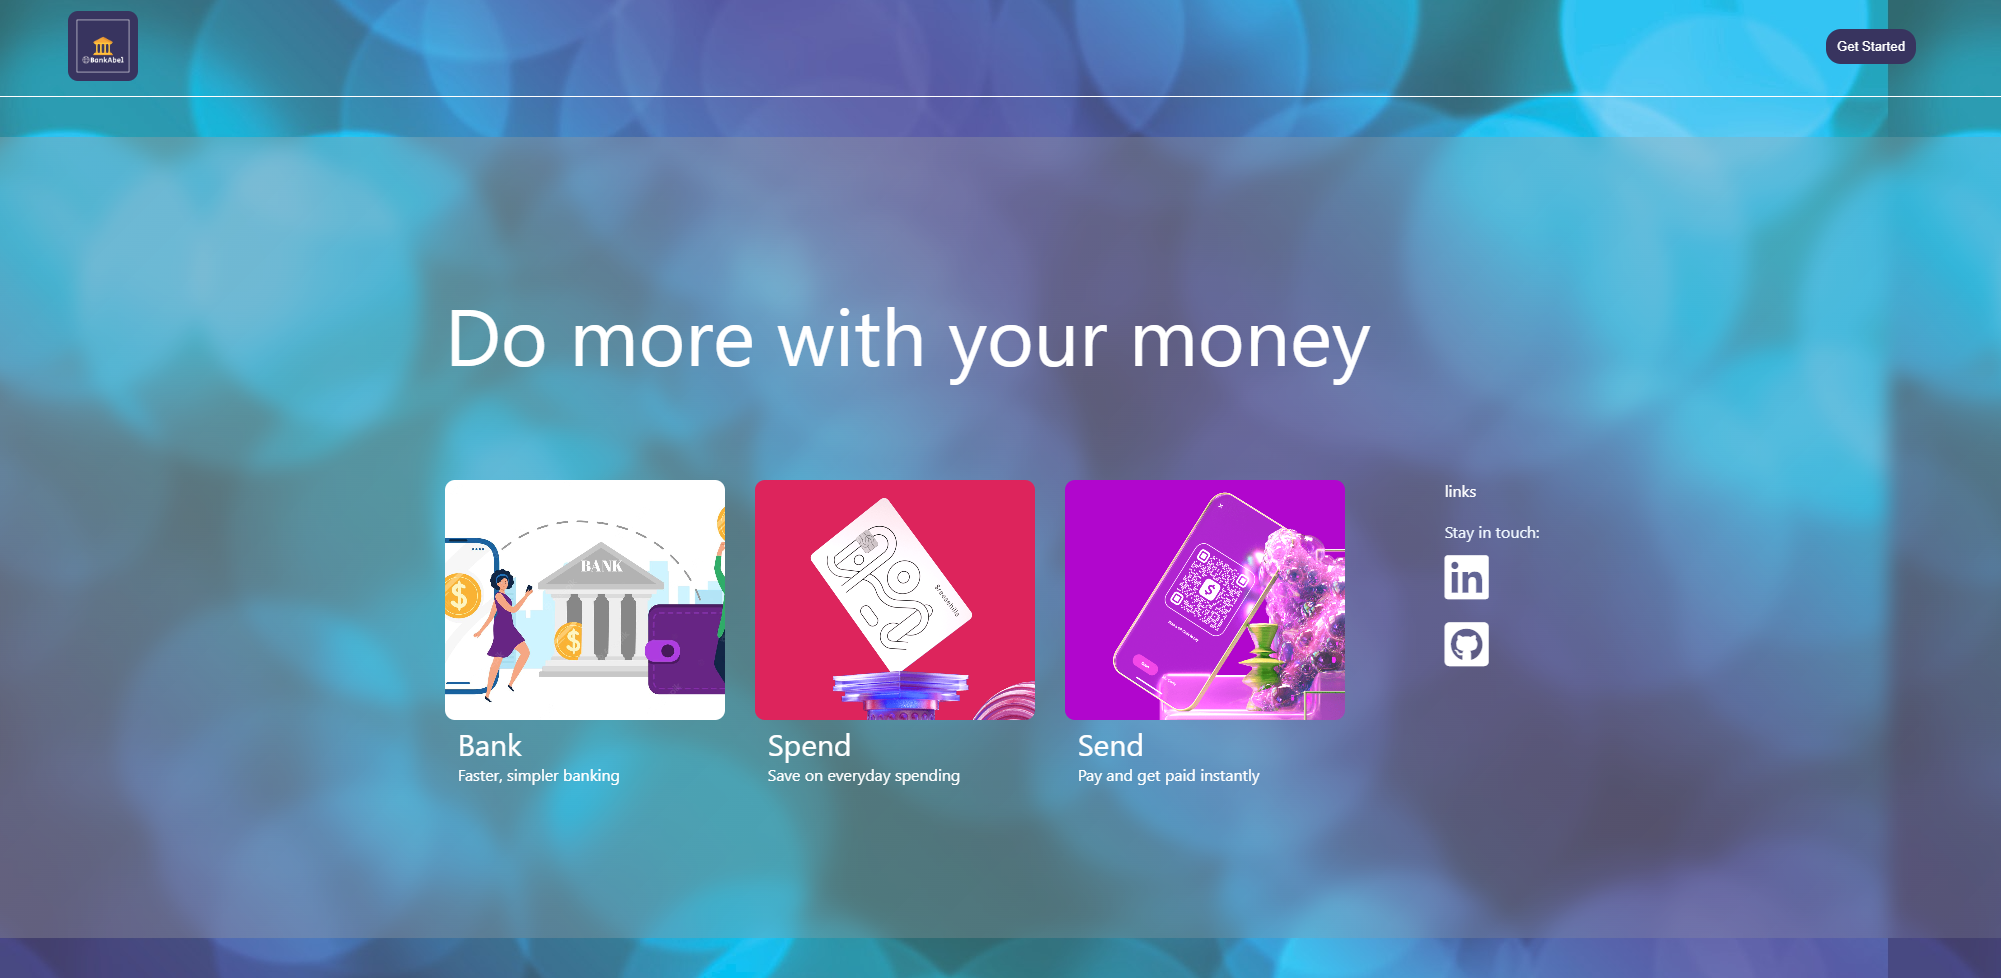 @BankAbel
Get Started
Do more with your money
BANK
links
Stay in touch:
in
Bank
Faster, simpler banking
Spend
Save on everyday spending
Send
Pay and get paid instantly